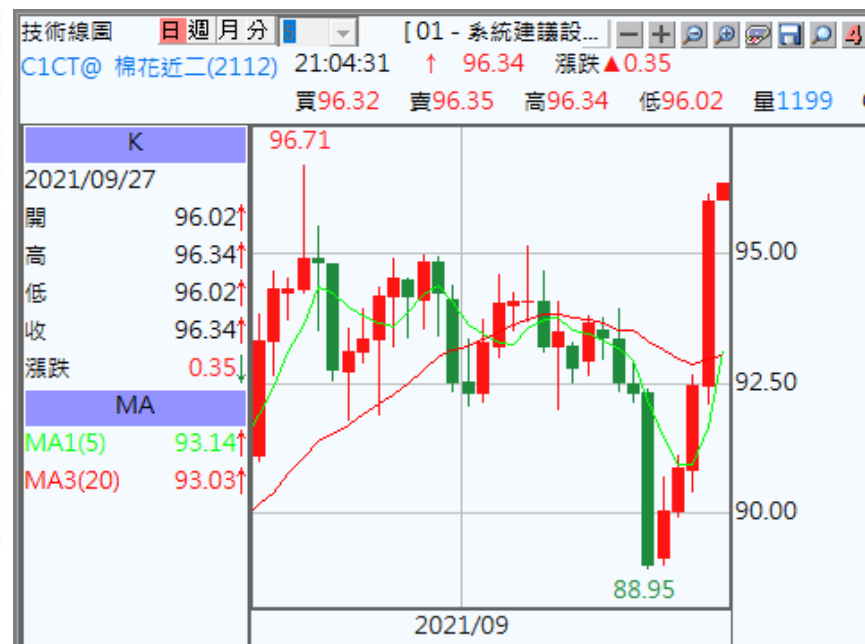 技術線圖 日 週 月 分 5 [ 01 - 系統建議設...
C1CT@ 棉花近二(2112) 21:04:31 ↑ 96.34 漲跌▲0.35
買96.32 賣96.35 高96.34 低96.02 量1199
K
2021/09/27
開 96.02↑
高 96.34↑
低 96.02↑
收 96.34↑
漲跌 0.35↓
MA
MA1(5) 93.14↑
MA3(20) 93.03↑
96.71
95.00
92.50
90.00
88.95
2021/09